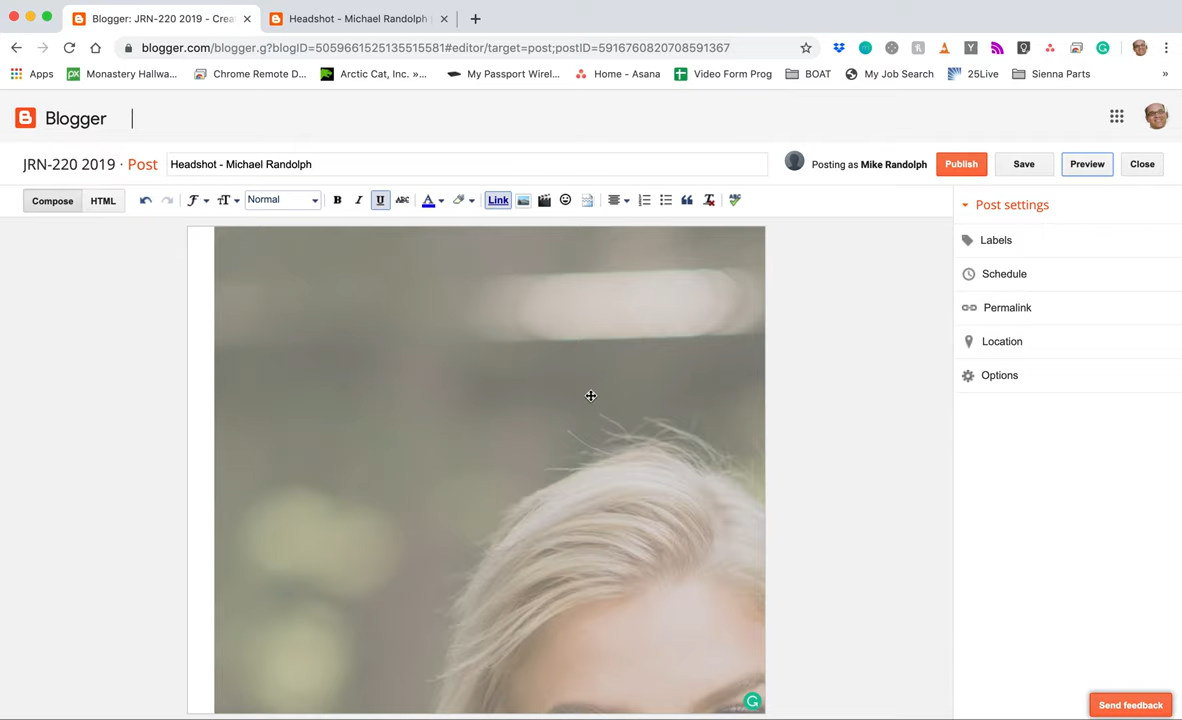 Blogger: JRN-220 2019 - Crea
Headshot - Michael Randolph
blogger.com/blogger.g?blogID=5059661525135515581#editor/target=post;postID=5916760820708591367
Apps
Monastery Hallwa...
Chrome Remote D...
Arctic Cat, Inc. »...
My Passport Wirel...
Home - Asana
Video Form Prog
BOAT
My Job Search
25Live
Sienna Parts
»
Blogger
JRN-220 2019 · Post
Headshot - Michael Randolph
Posting as Mike Randolph
Publish
Save
Preview
Close
Compose
HTML
Normal
B
I
U
ABC
A
Link
Post settings
Labels
Schedule
Permalink
Location
Options
Send feedback